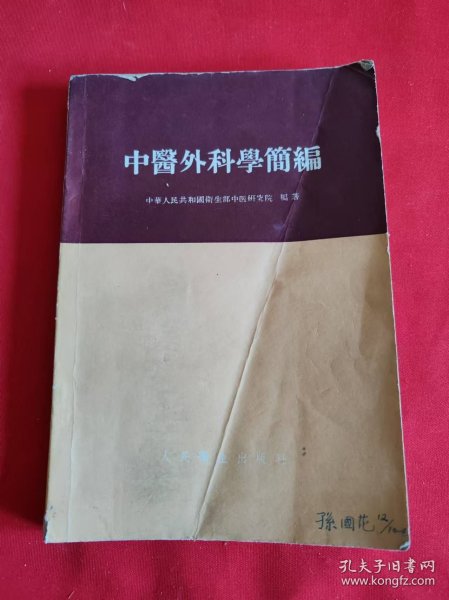 中醫外科學簡編
中華人民共和國衛生部中医研究院 編著
人民衛生出版社
孫國花 12/
孔夫子旧书网
www.kongfz.com